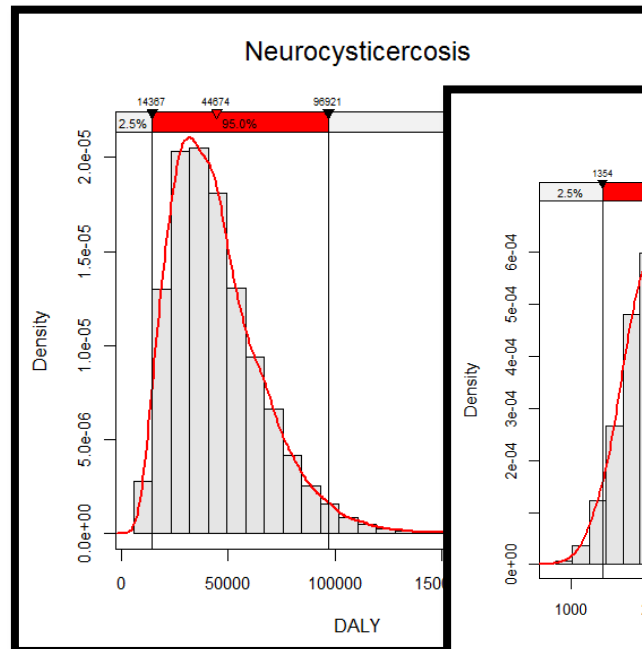 Neurocysticercosis
14367 44674 96921
2.5% 95.0%
Density
2.0e-05
1.5e-05
1.0e-05
5.0e-06
0.0e+00
0 50000 100000
DALY
1354
2.5%
Density
6e-04
5e-04
4e-04
3e-04
2e-04
0e+00
1000